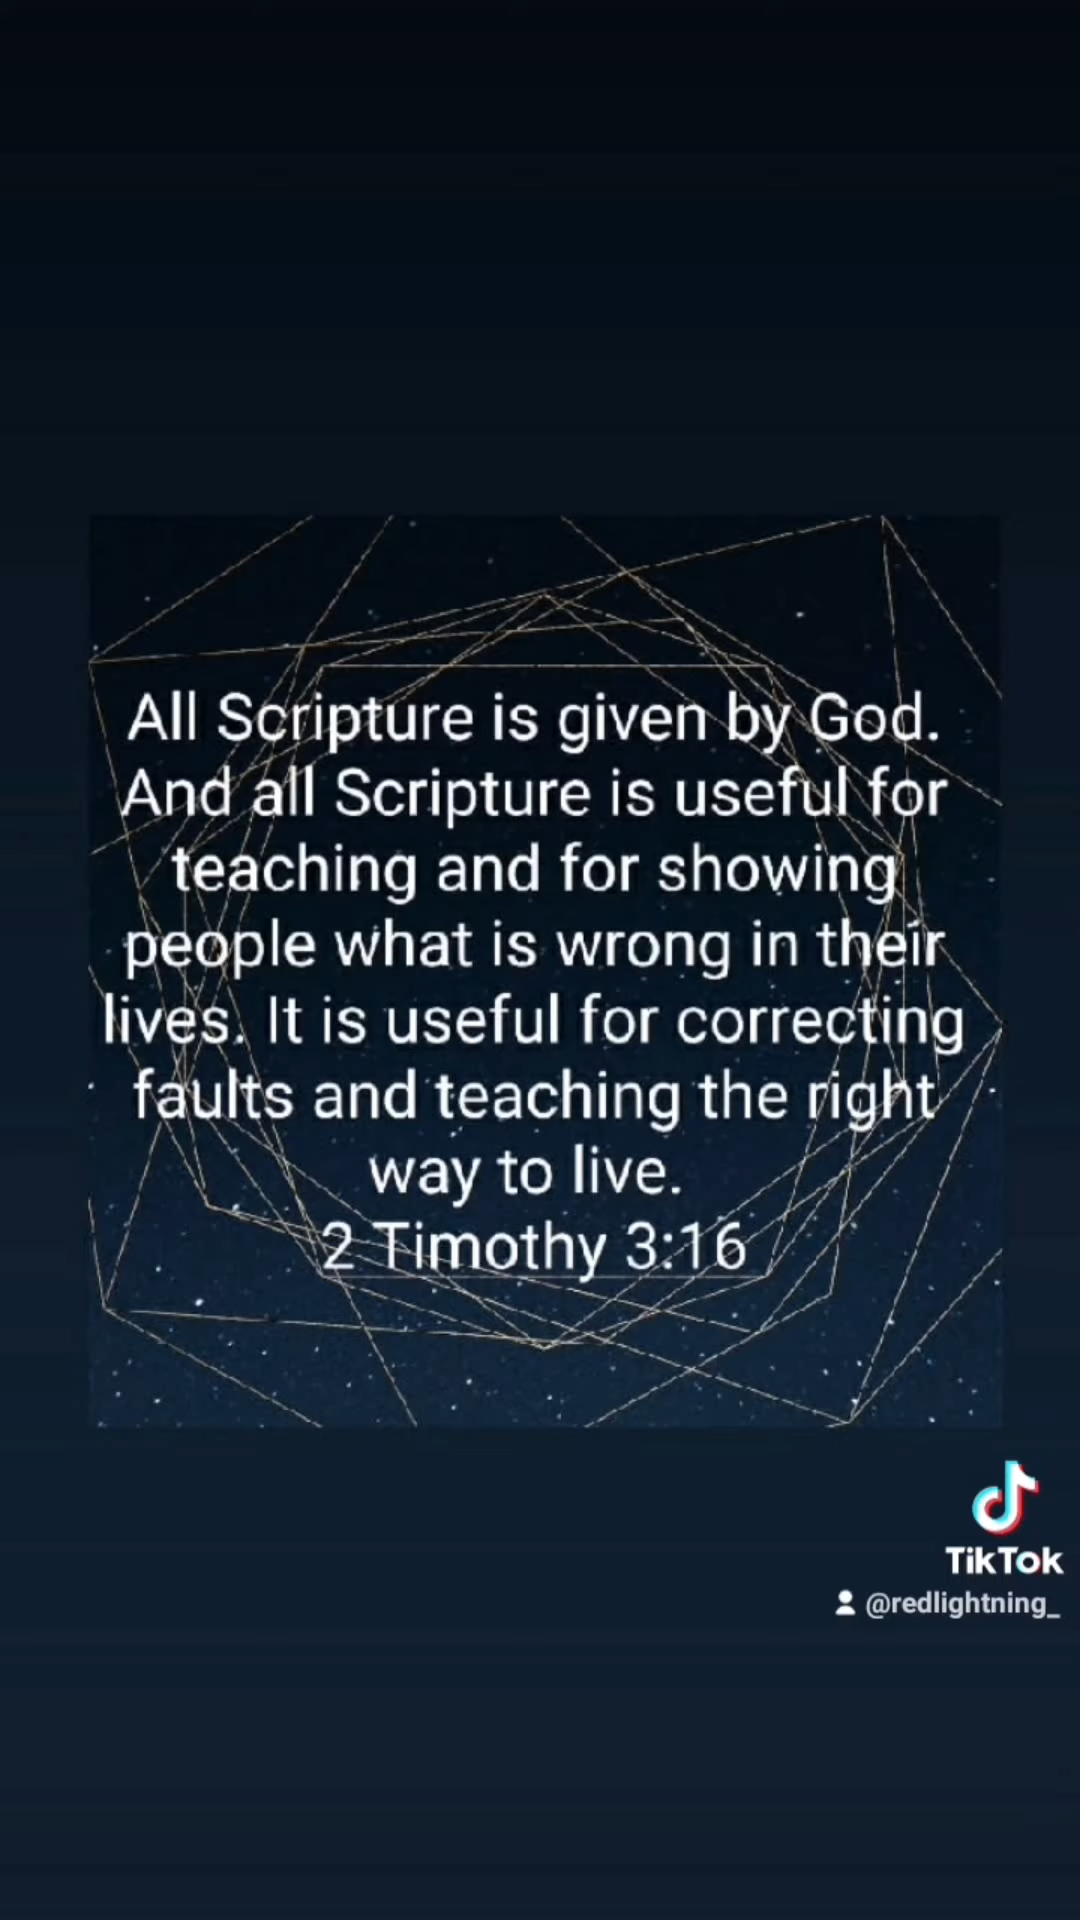 All Scripture is given by God.
And all Scripture is useful for
teaching and for showing
people what is wrong in their
lives. It is useful for correcting
faults and teaching the right
way to live.
2 Timothy 3:16
TikTok
@redlightning_